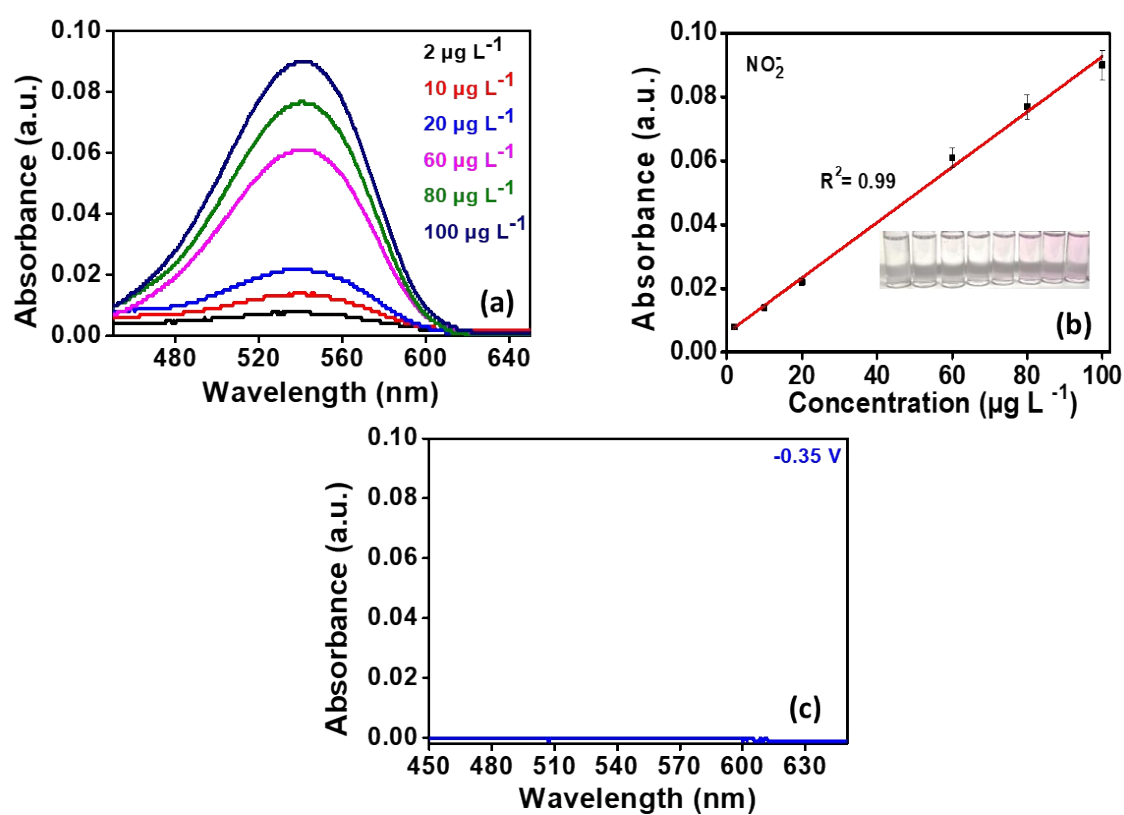 0.10
0.08
0.06
0.04
0.02
0.00
480 520 560 600 640
Absorbance (a.u.)
Wavelength (nm)
2 µg L⁻¹
10 µg L⁻¹
20 µg L⁻¹
60 µg L⁻¹
80 µg L⁻¹
100 µg L⁻¹
(a)
0.10
0.08
0.06
0.04
0.02
0.00
0 20 40 60 80 100
Absorbance (a.u.)
Concentration (µg L ⁻¹)
NO₂⁻
R²= 0.99
(b)
0.10
0.08
0.06
0.04
0.02
0.00
450 480 510 540 570 600 630
Absorbance (a.u.)
Wavelength (nm)
-0.35 V
(c)